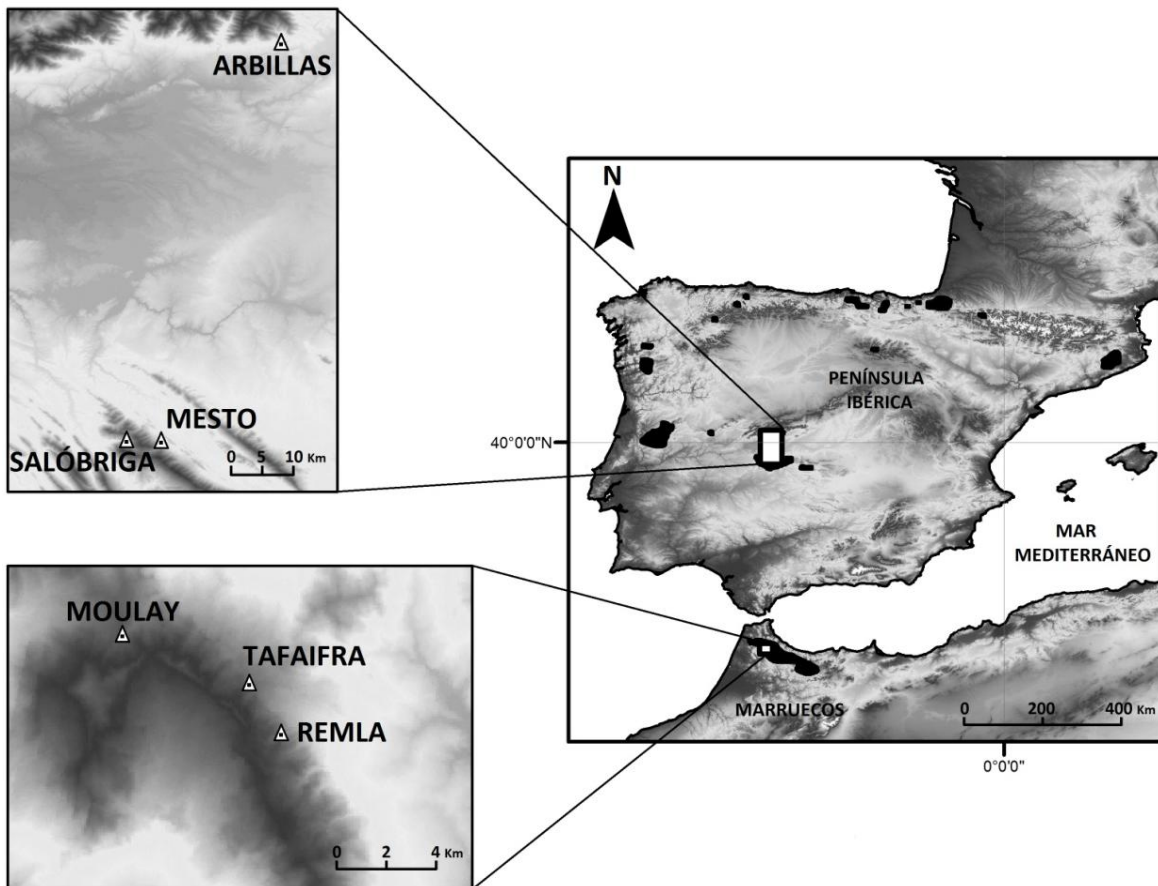 ARBILLAS
MESTO
SALÓBRIGA
0 5 10 Km
N
PENÍNSULA
IBÉRICA
40°0'0"N
MAR
MEDITERRÁNEO
MARRUECOS
0 200 400 Km
0°0'0"
MOULAY
TAFAIFRA
REMLA
0 2 4 Km